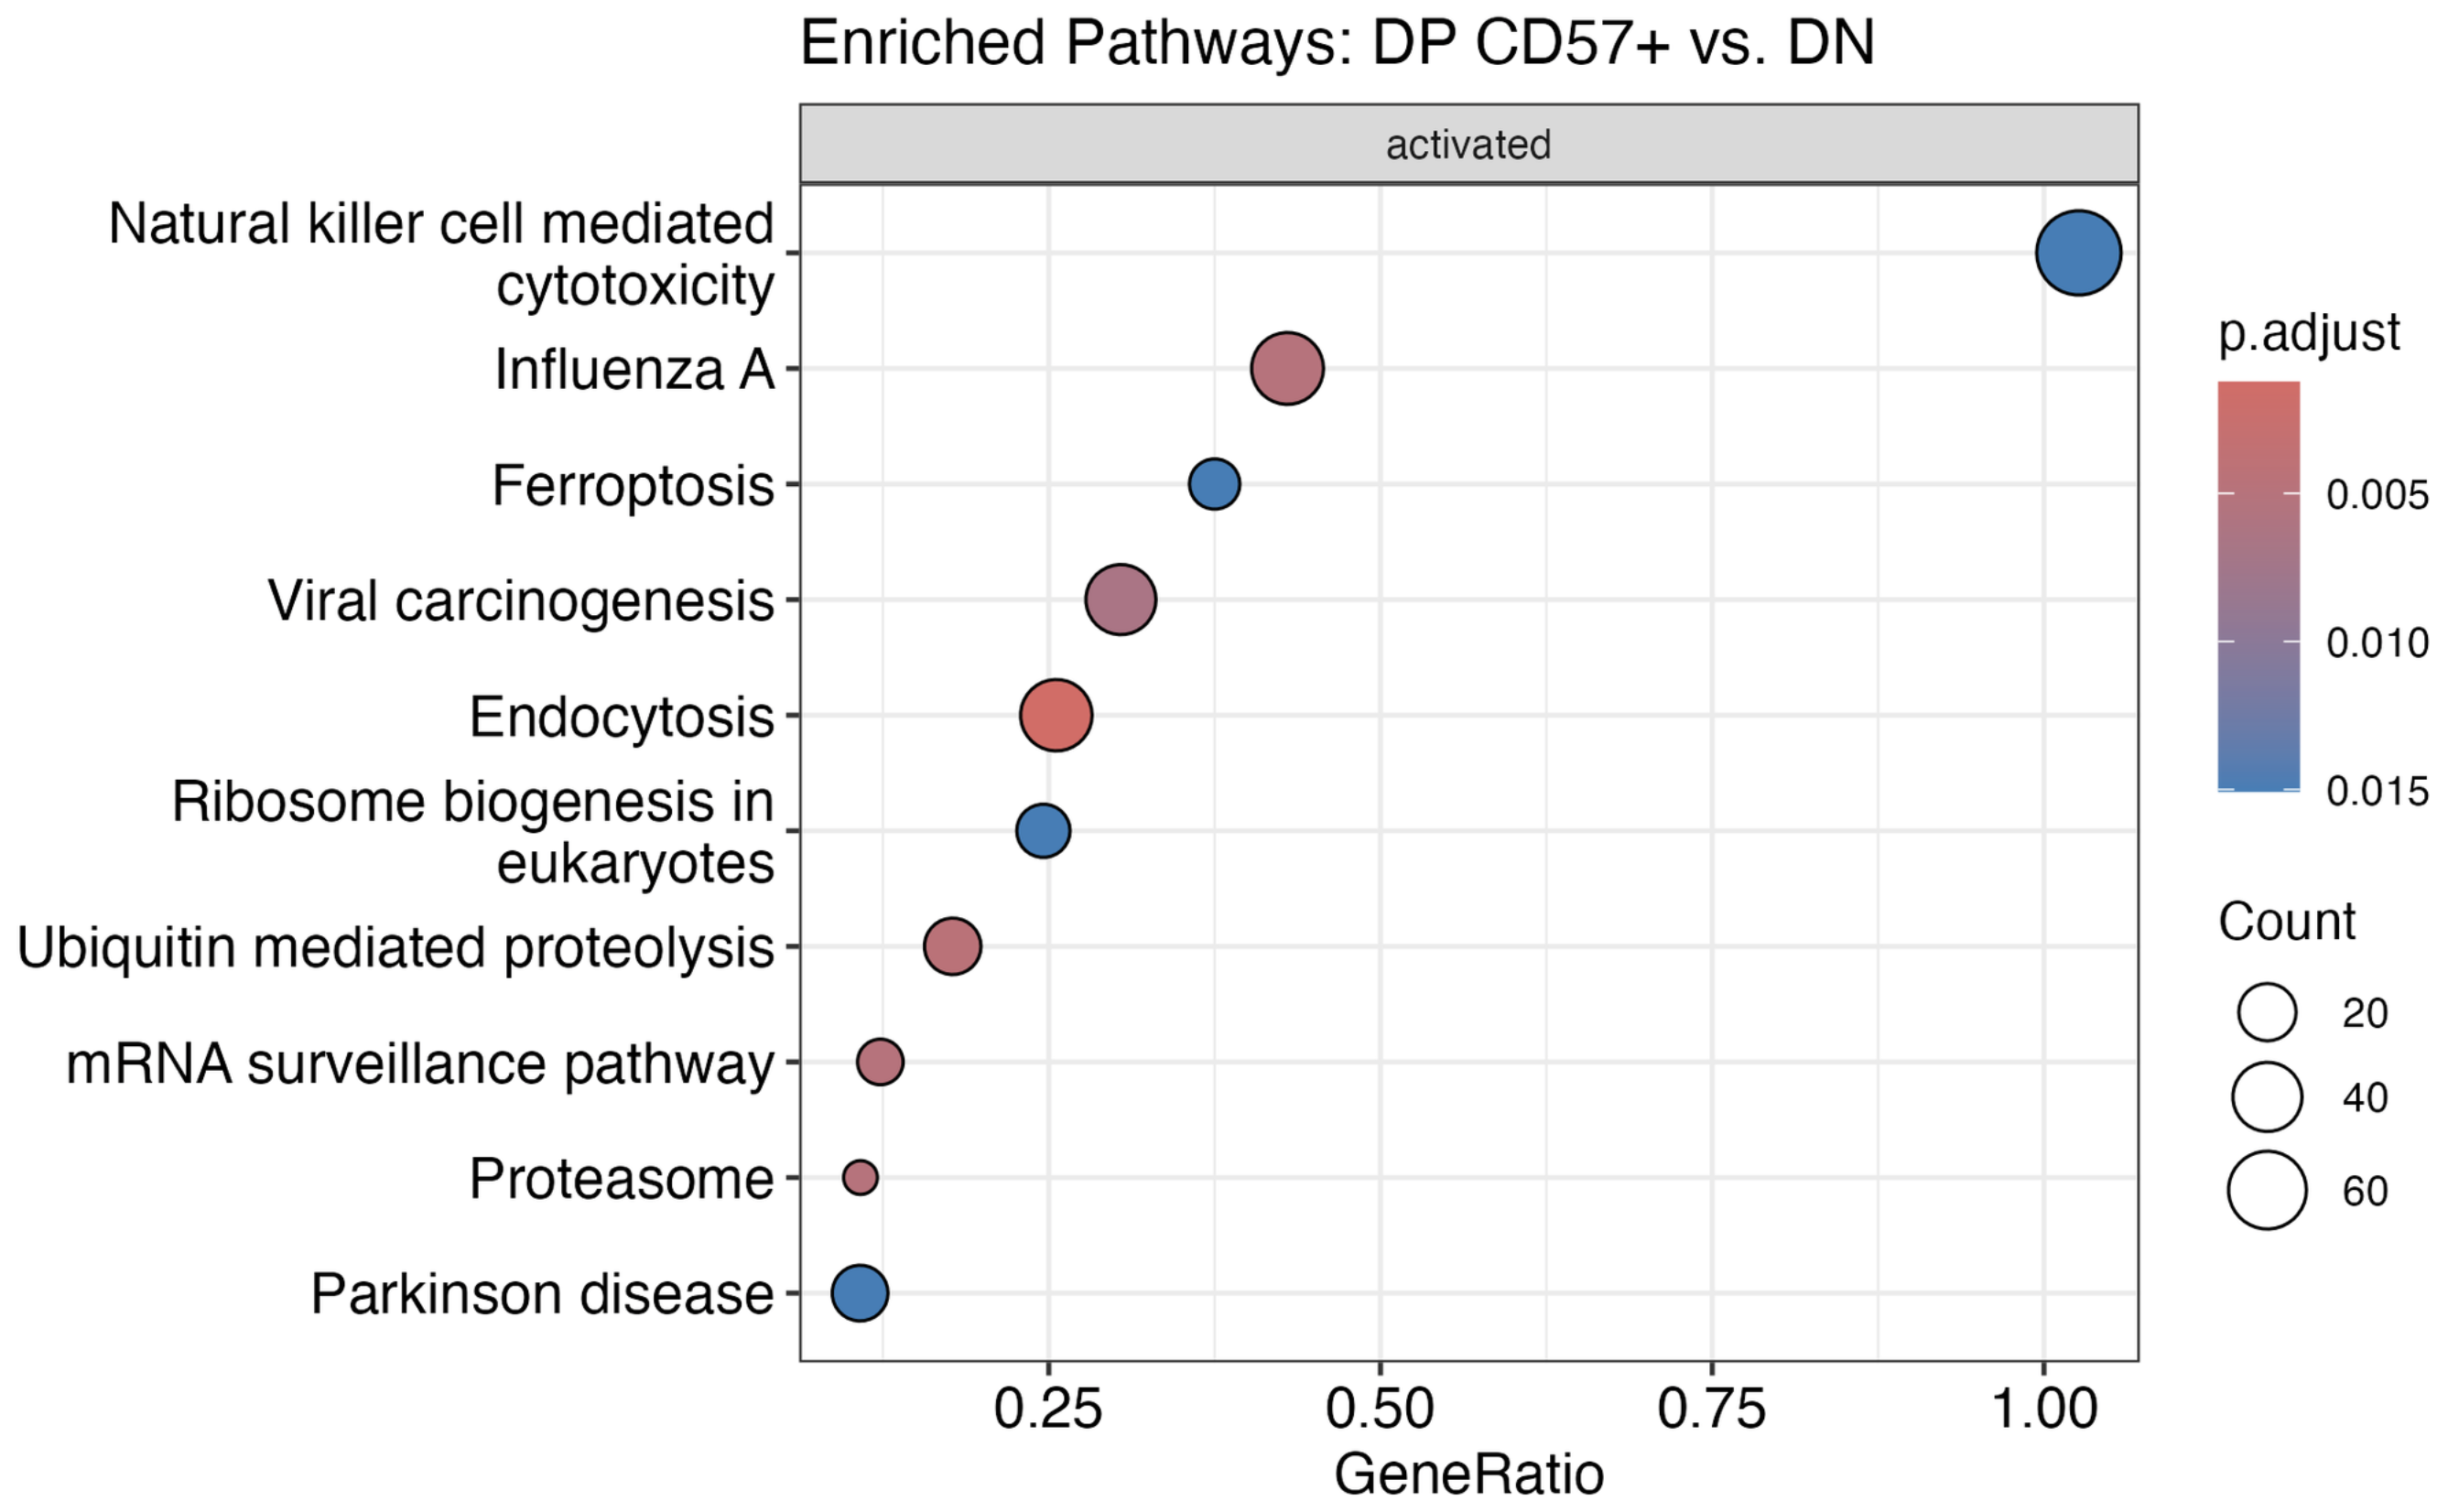 Enriched Pathways: DP CD57+ vs. DN
activated
Natural killer cell mediated
cytotoxicity
Influenza A
Ferroptosis
Viral carcinogenesis
Endocytosis
Ribosome biogenesis in
eukaryotes
Ubiquitin mediated proteolysis
mRNA surveillance pathway
Proteasome
Parkinson disease
0.25 0.50 0.75 1.00
GeneRatio
p.adjust
0.005
0.010
0.015
Count
20
40
60